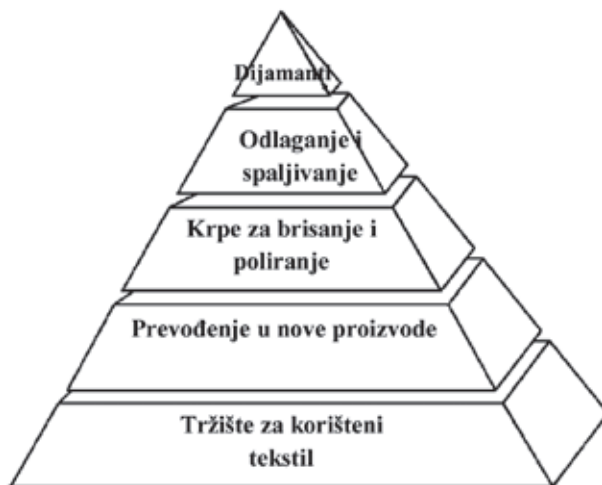 Dijamanti
Odlaganje i
spaljivanje
Krpe za brisanje i
poliranje
Prevođenje u nove proizvode
Tržište za korišteni
tekstil